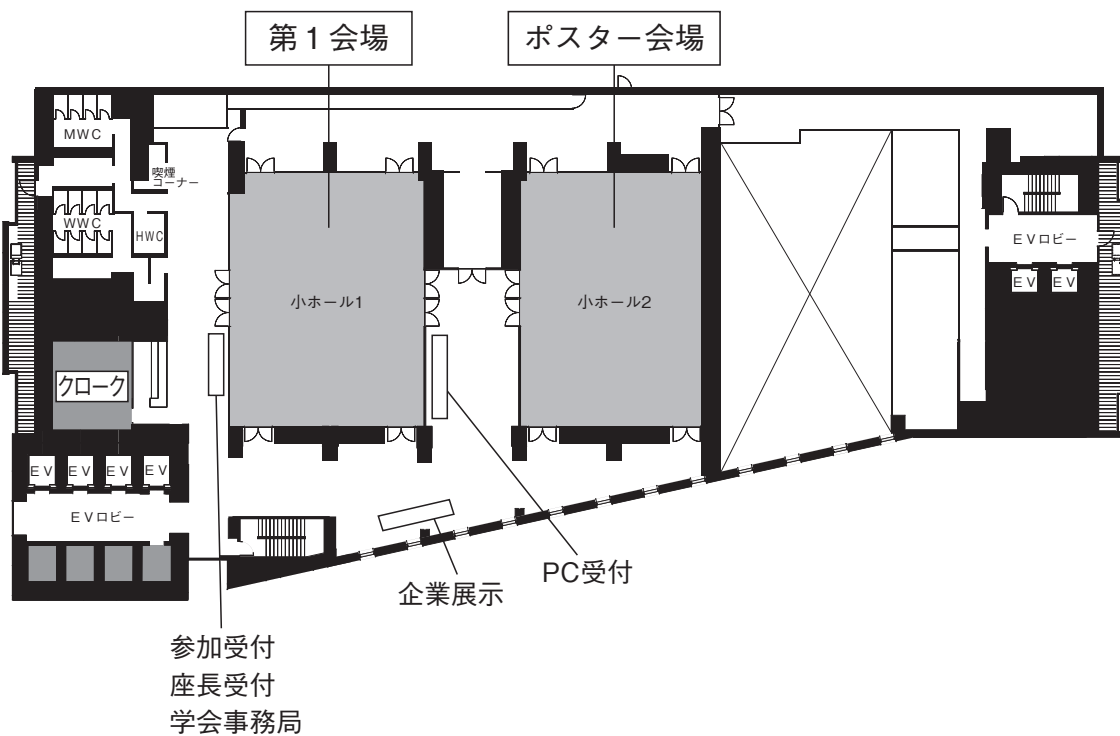 第1会場
ポスター会場
MWC
喫煙
コーナー
WWC
HWC
EVロビー
EV
EV
小ホール1
小ホール2
クローク
EV
EV
EV
EV
EVロビー
PC受付
企業展示
参加受付
座長受付
学会事務局